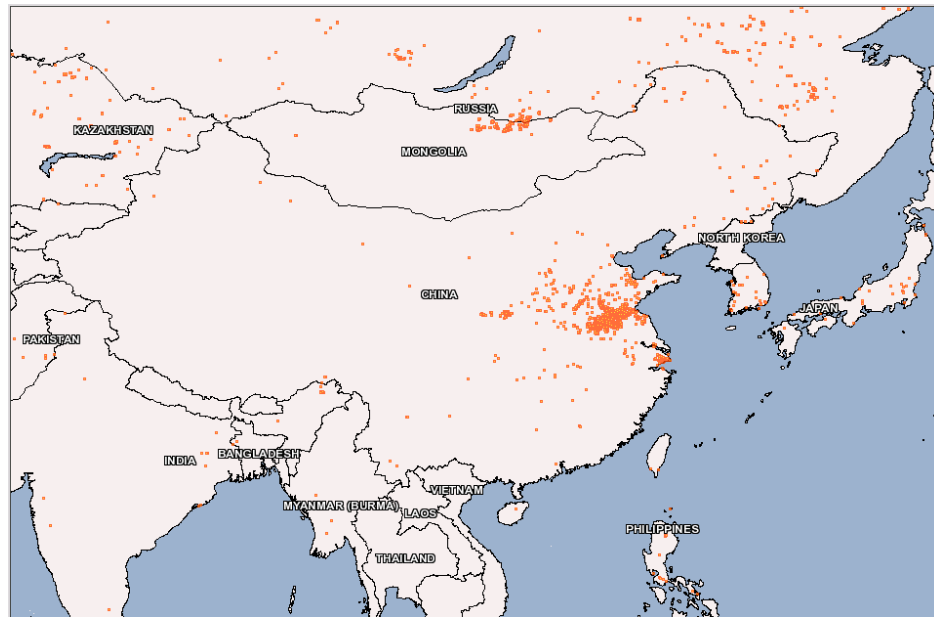 RUSSIA
KAZAKHSTAN
MONGOLIA
NORTH KOREA
CHINA
JAPAN
PAKISTAN
BANGLADESH
INDIA
VIETNAM
MYANMAR (BURMA)
LAOS
PHILIPPINES
THAILAND